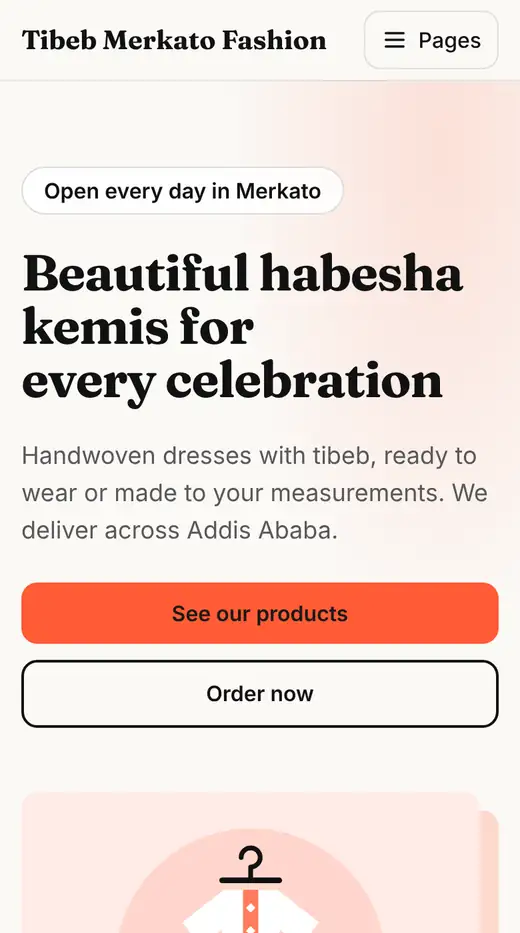 Tibeb Merkato Fashion
Pages
Open every day in Merkato
Beautiful habesha
kemis for
every celebration
Handwoven dresses with tibeb, ready to
wear or made to your measurements. We
deliver across Addis Ababa.
See our products
Order now